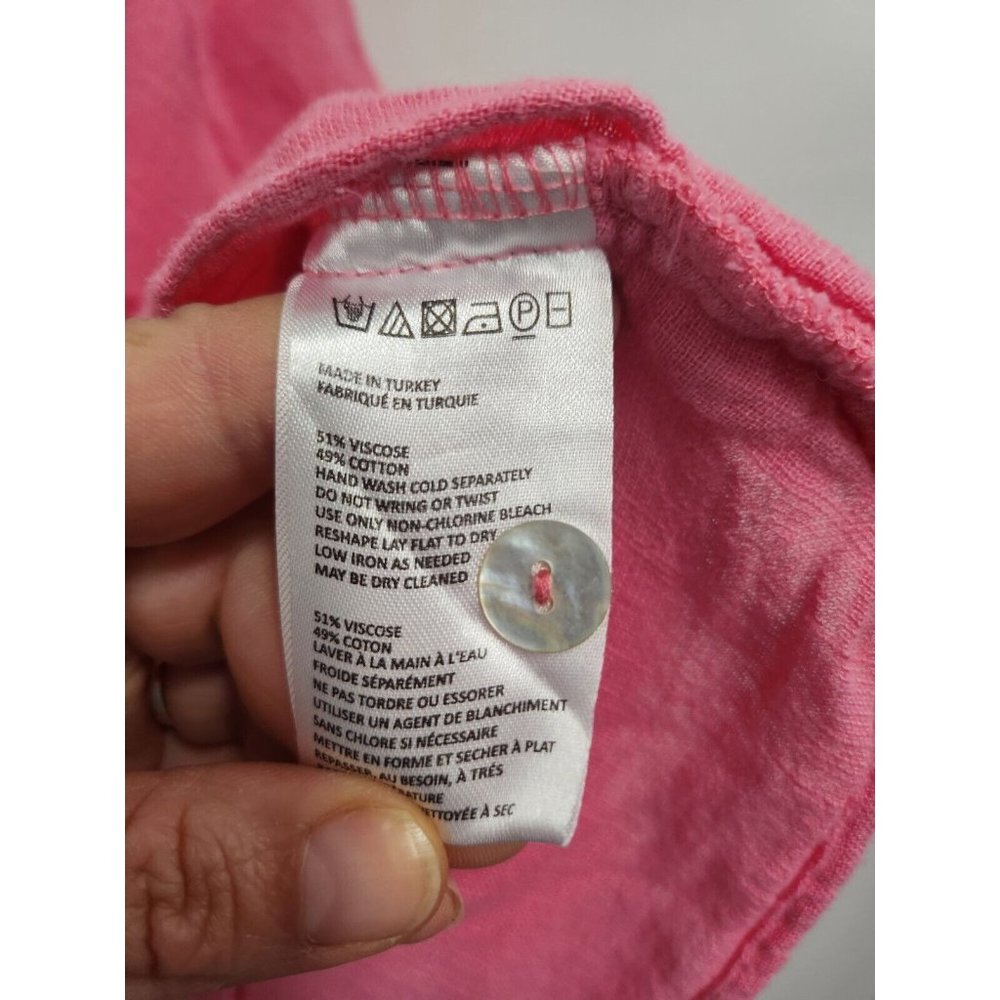 P
MADE IN TURKEY
FABRIQUÉ EN TURQUIE
51% VISCOSE
49% COTTON
HAND WASH COLD SEPARATELY
DO NOT WRING OR TWIST
USE ONLY NON-CHLORINE BLEACH
RESHAPE LAY FLAT TO DRY
LOW IRON AS NEEDED
MAY BE DRY CLEANED
51% VISCOSE
49% COTON
LAVER À LA MAIN À L'EAU
FROIDE SÉPARÉMENT
NE PAS TORDRE OU ESSORER
UTILISER UN AGENT DE BLANCHIMENT
SANS CHLORE SI NÉCESSAIRE
METTRE EN FORME ET SECHER À PLAT
REPASSER, AU BESOIN, À TRÉS
À SEC